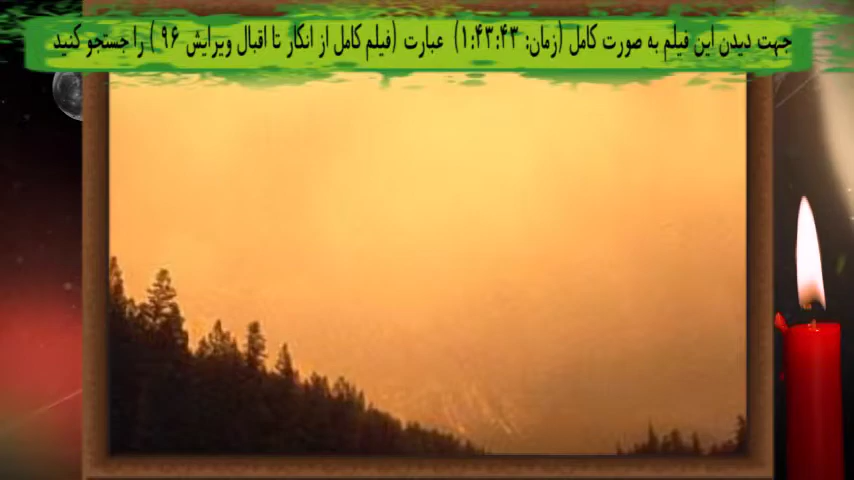 جهت دیدن این فیلم به صورت کامل (زمان: ۱:۴۳:۴۳) عبارت (فیلم کامل از انکار تا اقبال ویرایش ۹۶ ) را جستجو کنید